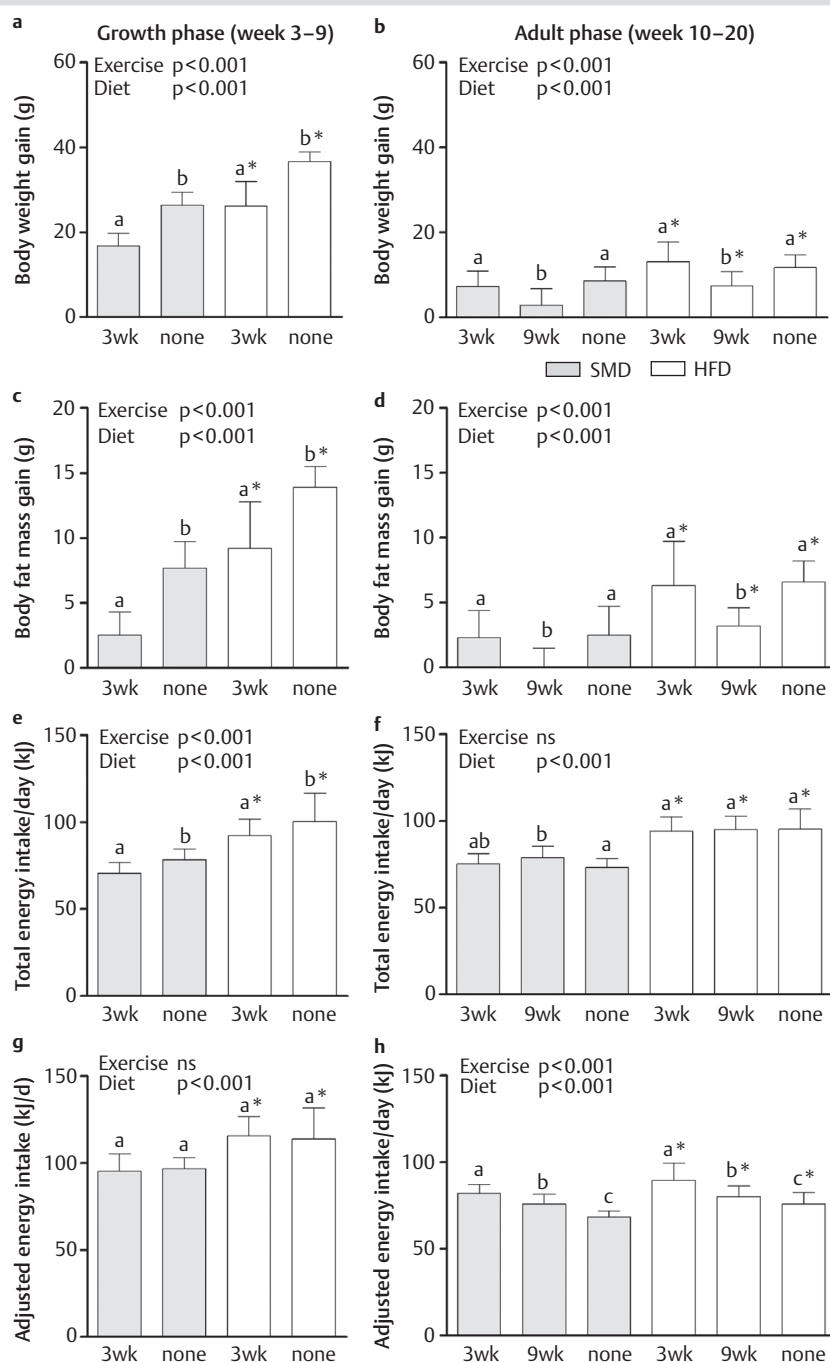 a Growth phase (week 3–9)
Exercise p<0.001
Diet p<0.001
Body weight gain (g)
60
40
20
0
a
b
a*
b*
3wk none 3wk none
b Adult phase (week 10–20)
Exercise p<0.001
Diet p<0.001
Body weight gain (g)
60
40
20
0
a
b
a
a*
b*
a*
3wk 9wk none 3wk 9wk none
SMD HFD
c
Exercise p<0.001
Diet p<0.001
Body fat mass gain (g)
20
15
10
5
0
a
b
a*
b*
3wk none 3wk none
d
Exercise p<0.001
Diet p<0.001
Body fat mass gain (g)
20
15
10
5
0
a
b
a
a*
b*
a*
3wk 9wk none 3wk 9wk none
e
Exercise p<0.001
Diet p<0.001
Total energy intake/day (kJ)
150
100
50
0
a
b
a*
b*
3wk none 3wk none
f
Exercise ns
Diet p<0.001
Total energy intake/day (kJ)
150
100
50
0
ab
b
a
a*
a*
a*
3wk 9wk none 3wk 9wk none
g
Exercise ns
Diet p<0.001
Adjusted energy intake (kJ/d)
150
100
50
0
a
a
a*
a*
3wk none 3wk none
h
Exercise p<0.001
Diet p<0.001
Adjusted energy intake/day (kJ)
150
100
50
0
a
b
c
a*
b*
c*
3wk 9wk none 3wk 9wk none